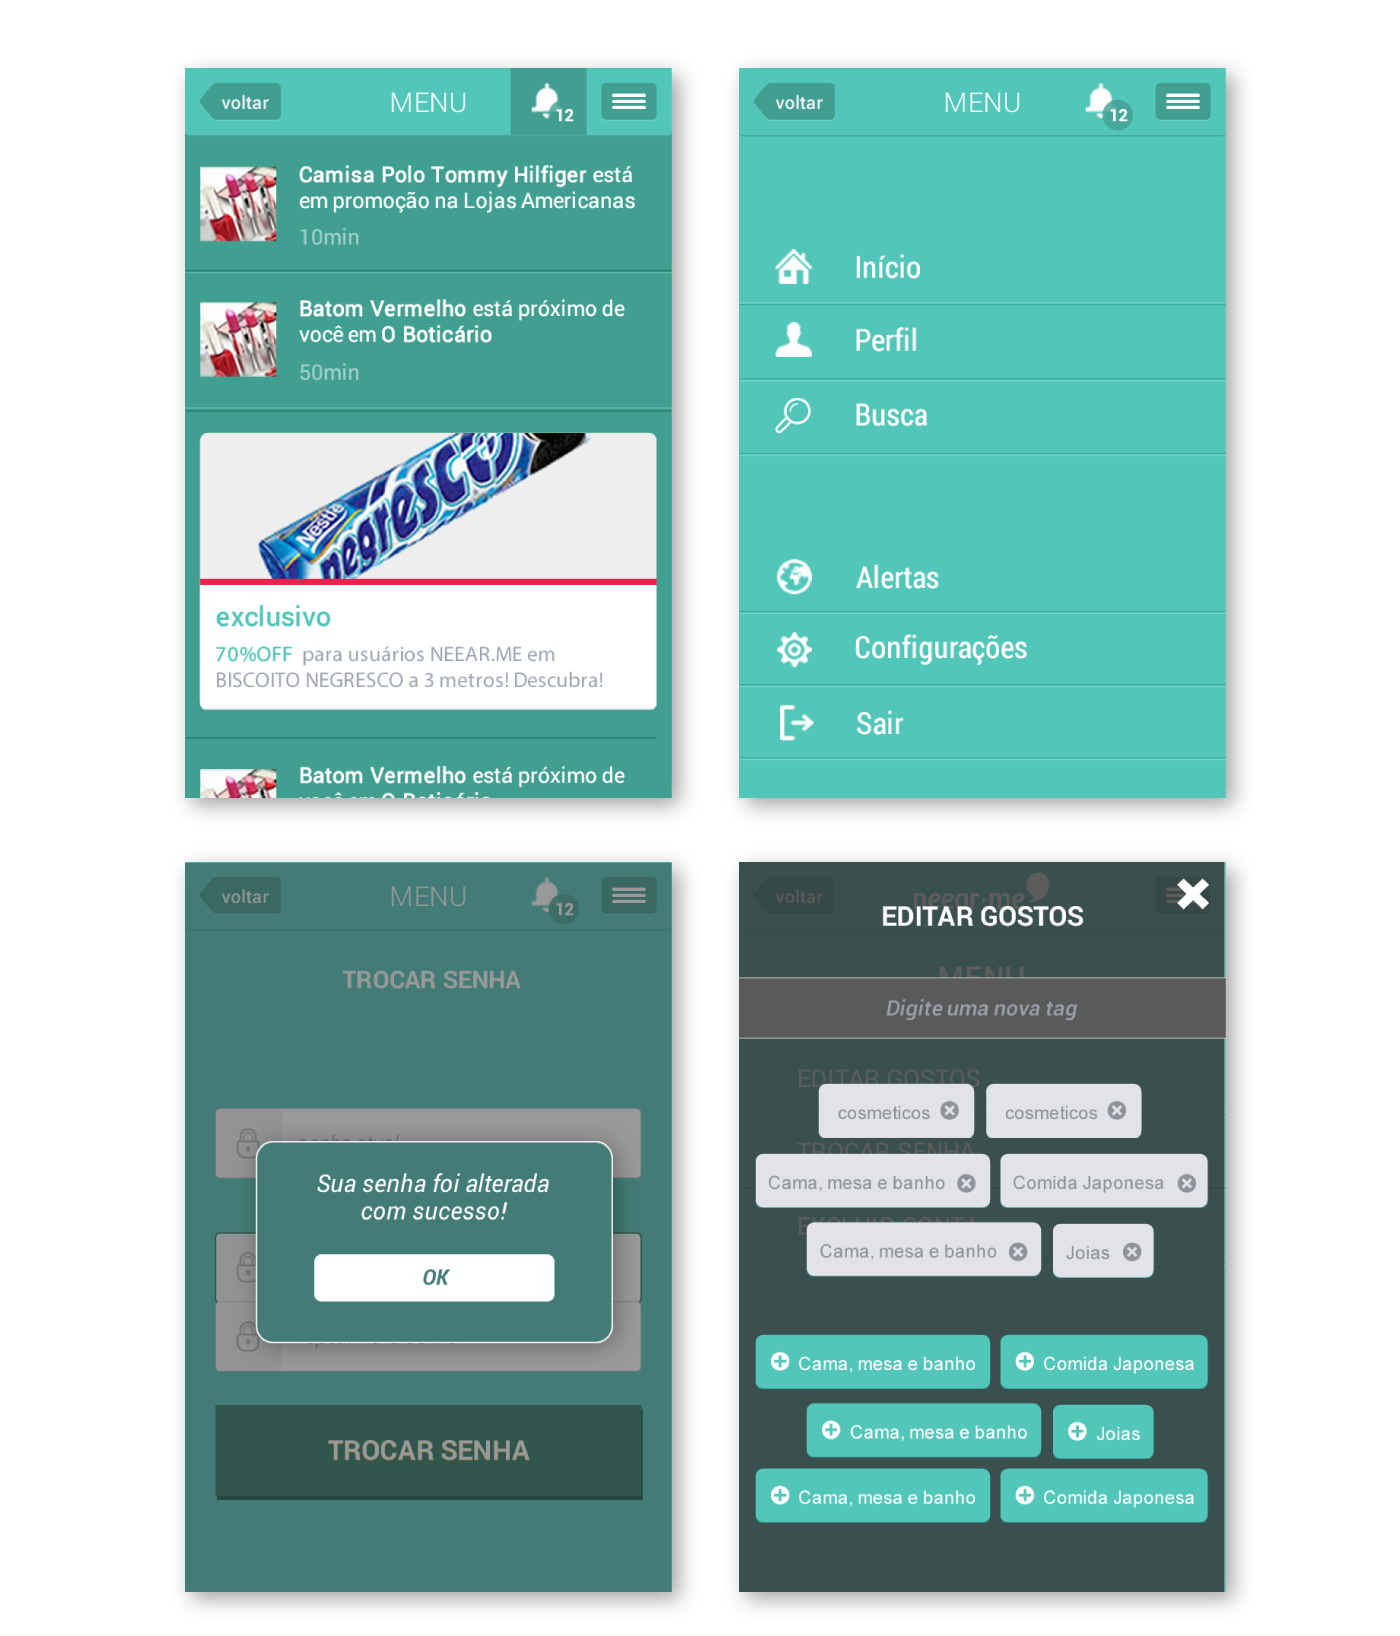 voltar
MENU
12
Camisa Polo Tommy Hilfiger está
em promoção na Lojas Americanas
10min
Batom Vermelho está próximo de
você em O Boticário
50min
Nestlé
negresco
exclusivo
70%OFF para usuários NEEAR.ME em
BISCOITO NEGRESCO a 3 metros! Descubra!
Batom Vermelho está próximo de
você em O Boticário
voltar
MENU
12
Início
Perfil
Busca
Alertas
Configurações
Sair
voltar
MENU
12
TROCAR SENHA
senha atual
Sua senha foi alterada
com sucesso!
OK
TROCAR SENHA
voltar
neear.me
EDITAR GOSTOS
MENU
Digite uma nova tag
EDITAR GOSTOS
cosmeticos
cosmeticos
TROCAR SENHA
Cama, mesa e banho
Comida Japonesa
EXCLUIR CONTA
Cama, mesa e banho
Joias
Cama, mesa e banho
Comida Japonesa
Cama, mesa e banho
Joias
Cama, mesa e banho
Comida Japonesa